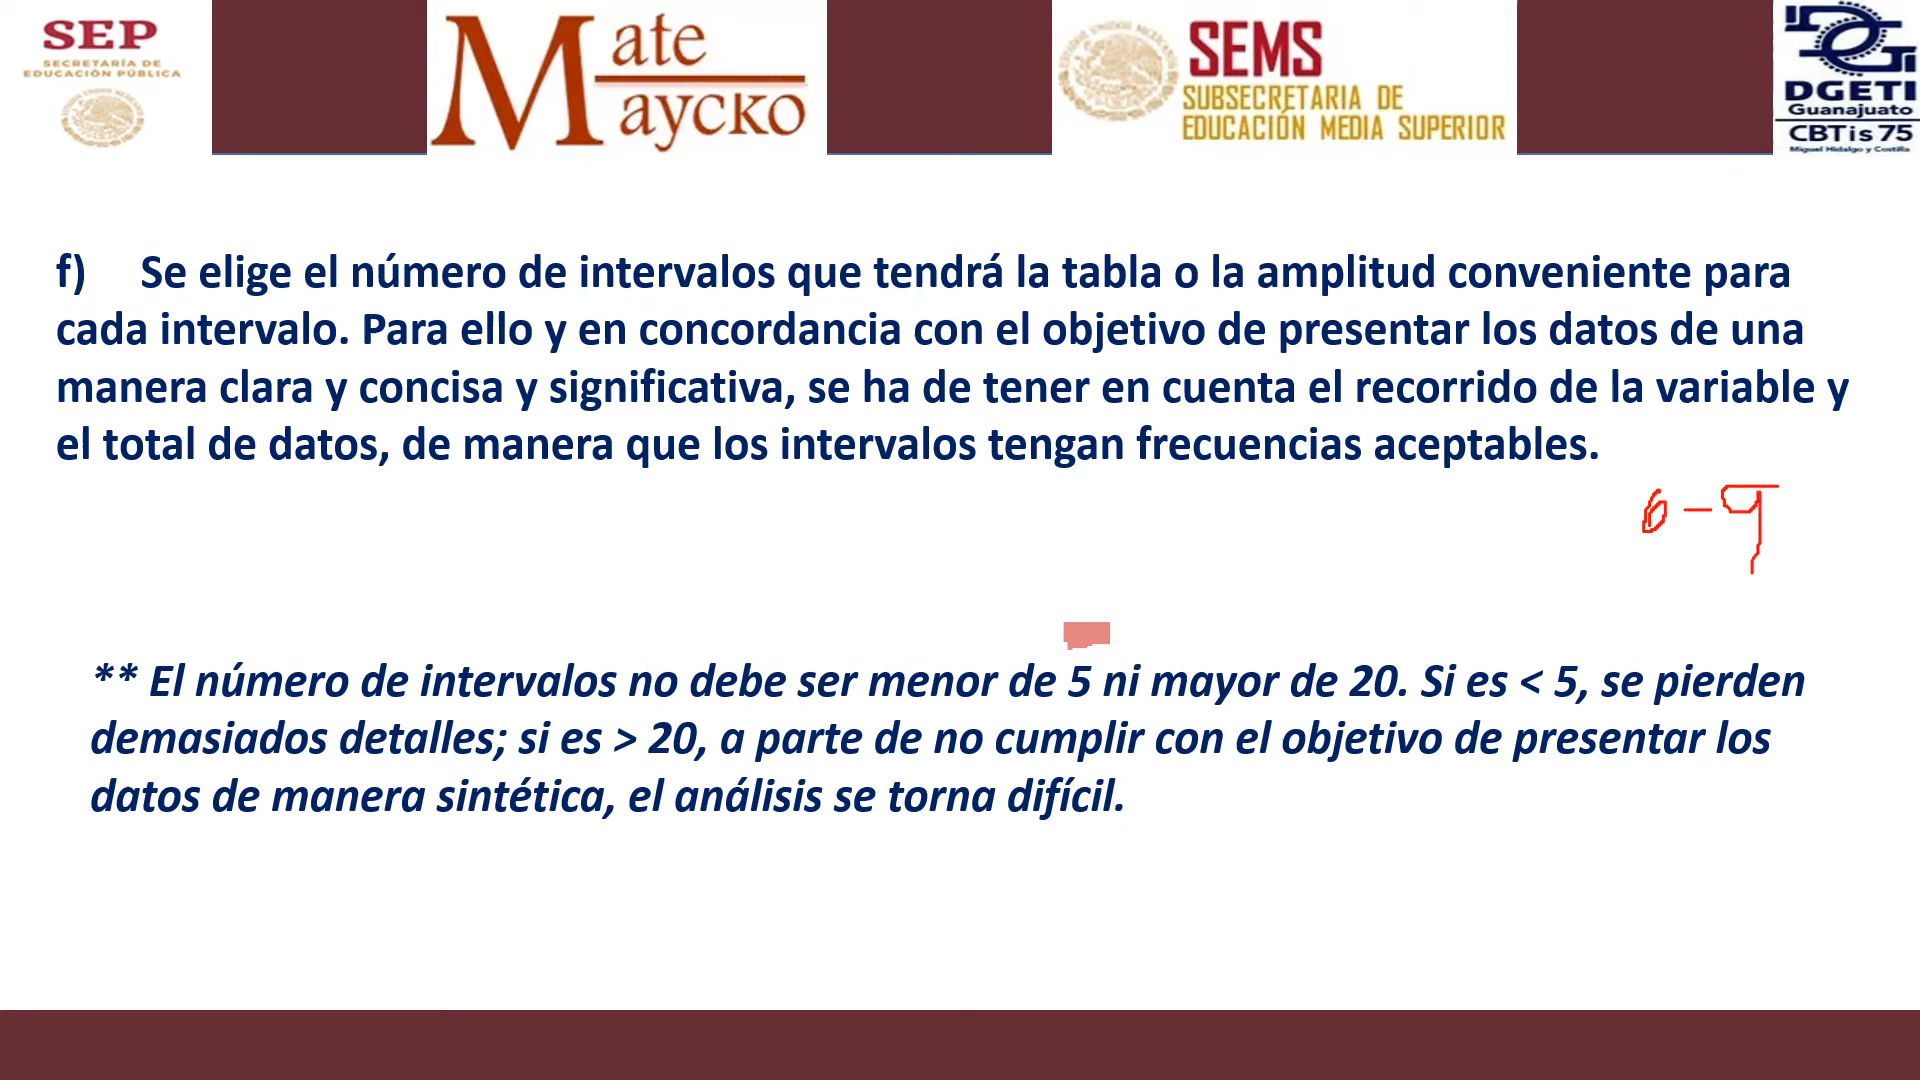 SEP
SECRETARÍA DE
EDUCACIÓN PÚBLICA
Mate
Maycko
SEMS
SUBSECRETARIA DE
EDUCACIÓN MEDIA SUPERIOR
DGETI
Guanajuato
CBTis 75
Miguel Hidalgo y Costilla
f) Se elige el número de intervalos que tendrá la tabla o la amplitud conveniente para
cada intervalo. Para ello y en concordancia con el objetivo de presentar los datos de una
manera clara y concisa y significativa, se ha de tener en cuenta el recorrido de la variable y
el total de datos, de manera que los intervalos tengan frecuencias aceptables.
6 - 9
** El número de intervalos no debe ser menor de 5 ni mayor de 20. Si es < 5, se pierden
demasiados detalles; si es > 20, a parte de no cumplir con el objetivo de presentar los
datos de manera sintética, el análisis se torna difícil.